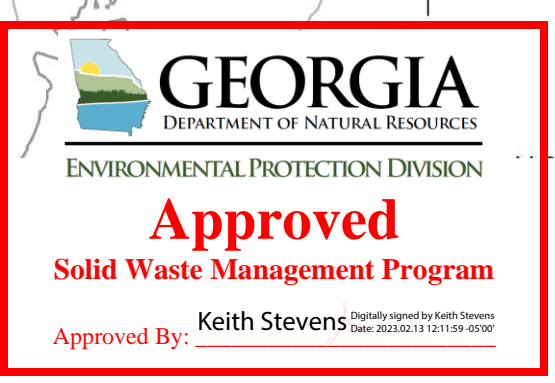 GEORGIA
DEPARTMENT OF NATURAL RESOURCES
ENVIRONMENTAL PROTECTION DIVISION
Approved
Solid Waste Management Program
Approved By: Keith Stevens
Digitally signed by Keith Stevens
Date: 2023.02.13 12:11:59 -05'00'